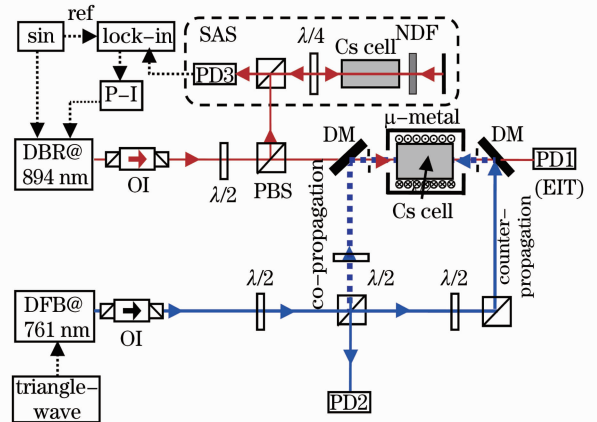 ref
sin
lock-in
SAS
λ/4
Cs cell
NDF
PD3
P-I
μ-metal
DM
DM
DBR@
894 nm
OI
λ/2
PBS
Cs cell
PD1
(EIT)
co-propagation
counter-
propagation
λ/2
λ/2
λ/2
DFB@
761 nm
OI
triangle-
wave
PD2